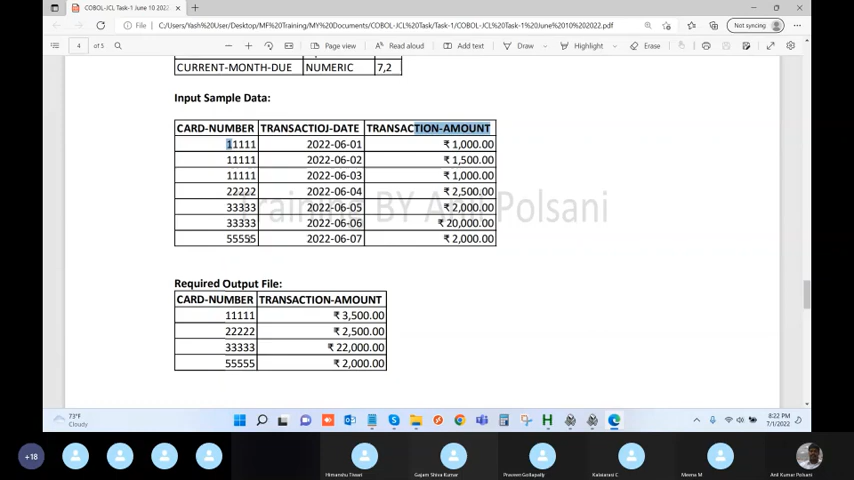 COBOL-JCL-Task-1 June 10 2022.
File
C:/Users/Yash%20User/Desktop/MF%20Training/MY%20Documents/COBOL-JCL%20Task/Task-1/COBOL-JCL%20Task-1%20June%2010%202022.pdf
Not syncing
4 of 5
Page view
Read aloud
Add text
Draw
Highlight
Erase
CURRENT-MONTH-DUE NUMERIC 7,2
Input Sample Data:
CARD-NUMBER TRANSACTIOJ-DATE TRANSACTION-AMOUNT
11111 2022-06-01 ₹ 1,000.00
11111 2022-06-02 ₹ 1,500.00
11111 2022-06-03 ₹ 1,000.00
22222 2022-06-04 ₹ 2,500.00
33333 2022-06-05 ₹ 2,000.00
33333 2022-06-06 ₹ 20,000.00
55555 2022-06-07 ₹ 2,000.00
Training BY Anil Polsani
Required Output File:
CARD-NUMBER TRANSACTION-AMOUNT
11111 ₹ 3,500.00
22222 ₹ 2,500.00
33333 ₹ 22,000.00
55555 ₹ 2,000.00
73°F
Cloudy
8:22 PM
7/1/2022
+18
Himanshu Tiwari
Gajam Shiva Kumar
Praveen Gollapelly
Kalaiarasi C
Meena M
Anil Kumar Polsani